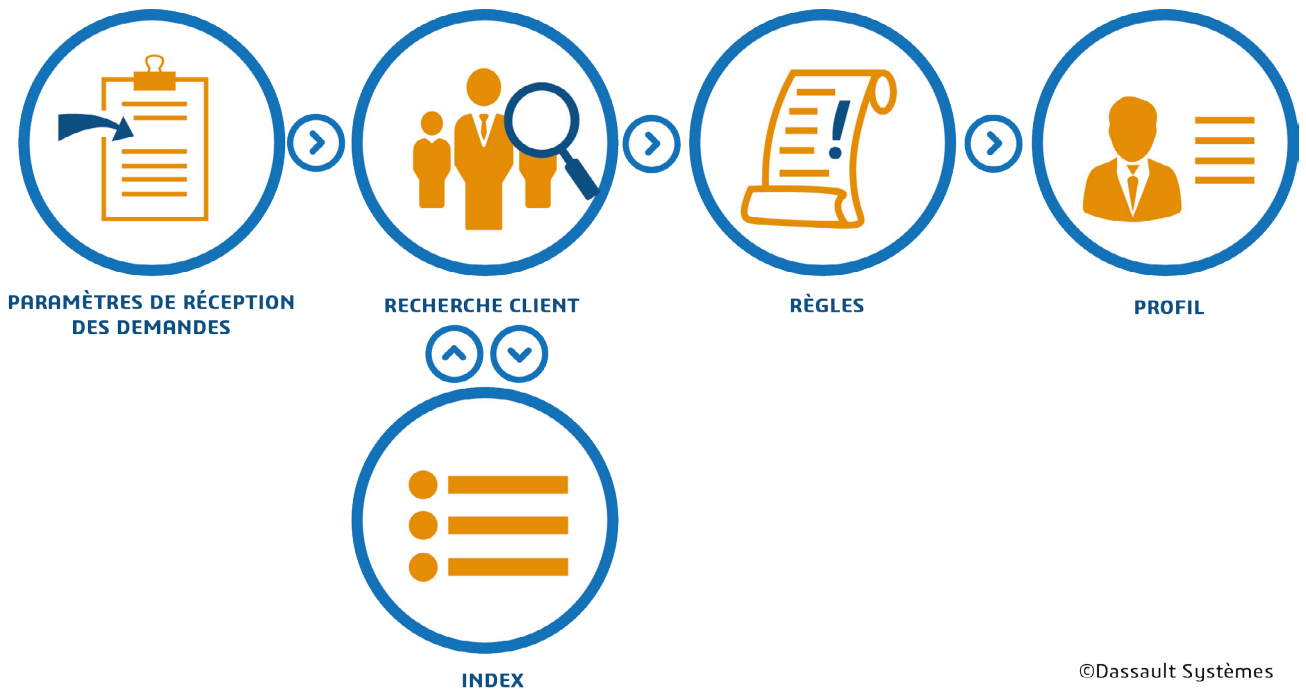 PARAMÈTRES DE RÉCEPTION
DES DEMANDES
RECHERCHE CLIENT
RÈGLES
PROFIL
INDEX
©Dassault Systèmes